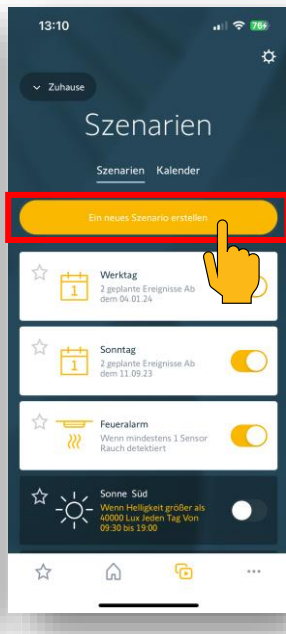 13:10
76
Zuhause
Szenarien
Szenarien Kalender
Ein neues Szenario erstellen
Werktag
1
2 geplante Ereignisse Ab
dem 04.01.24
Sonntag
1
2 geplante Ereignisse Ab
dem 11.09.23
Feueralarm
Wenn mindestens 1 Sensor
Rauch detektiert
Sonne Süd
Wenn Helligkeit größer als
40000 Lux Jeden Tag Von
09:30 bis 19:00